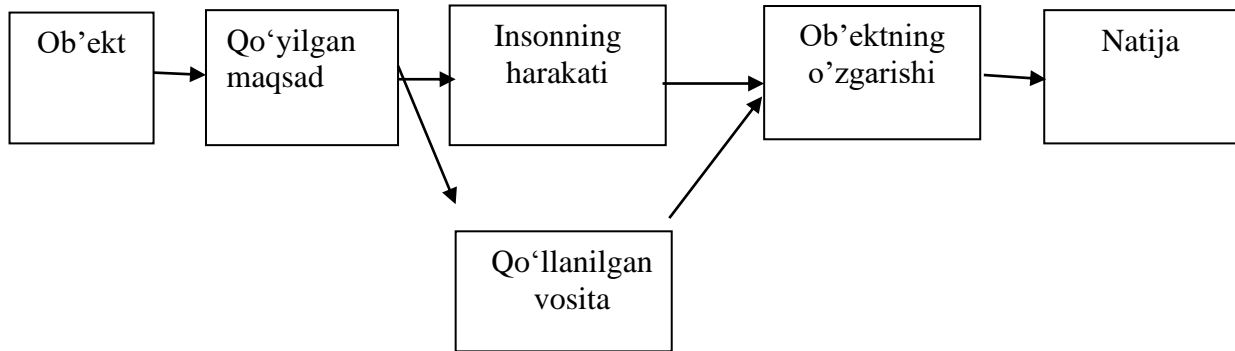 Ob’ekt
Qo‘yilgan
maqsad
Insonning
harakati
Ob’ektning
o’zgarishi
Natija
Qo‘llanilgan
vosita